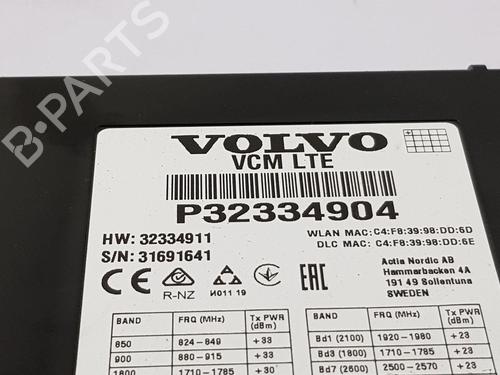 B-PARTS
VOLVO
VCM LTE
P32334904
HW: 32334911
S/N: 31691641
WLAN MAC: C4:F8:39:98:DD:6D
DLC MAC: C4:F8:39:98:DD:6E
Actia Nordic AB
Hammarbacken 4A
191 49 Sollentuna
SWEDEN
CE
R-NZ
И011 19
EAC
BAND FRQ (MHz) Tx PWR (dBm)
850 824-849 +33
900 880-915 +33
1800 1710-1785 +30
BAND FRQ (MHz) Tx PWR (dBm)
Bd1 (2100) 1920-1980 +23
Bd3 (1800) 1710-1785 +23
Bd7 (2600) 2500-2570 +23